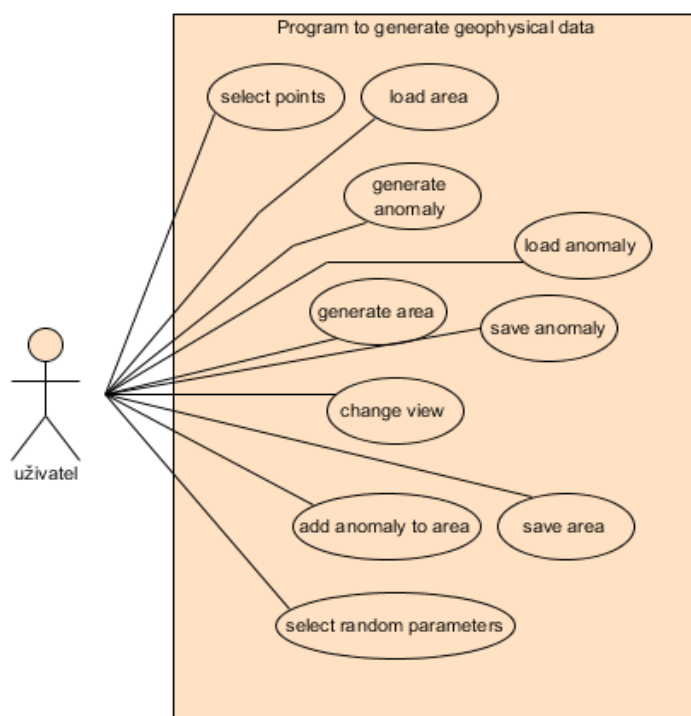 Program to generate geophysical data
select points
load area
generate
anomaly
load anomaly
generate area
save anomaly
uživatel
change view
add anomaly to area
save area
select random parameters